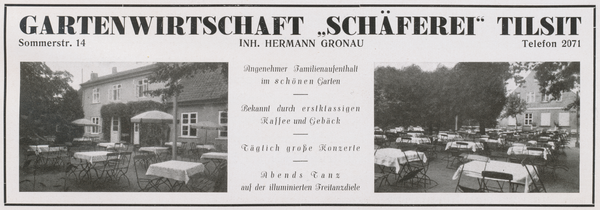 GARTENWIRTSCHAFT „SCHÄFEREI“ TILSIT
Sommerstr. 14 INH. HERMANN GRONAU Telefon 2071
Angenehmer Familienaufenthalt
im schönen Garten
Bekannt durch erstklassigen
Kaffee und Gebäck
Täglich große Konzerte
Abends Tanz
auf der illuminierten Freitanzdiele